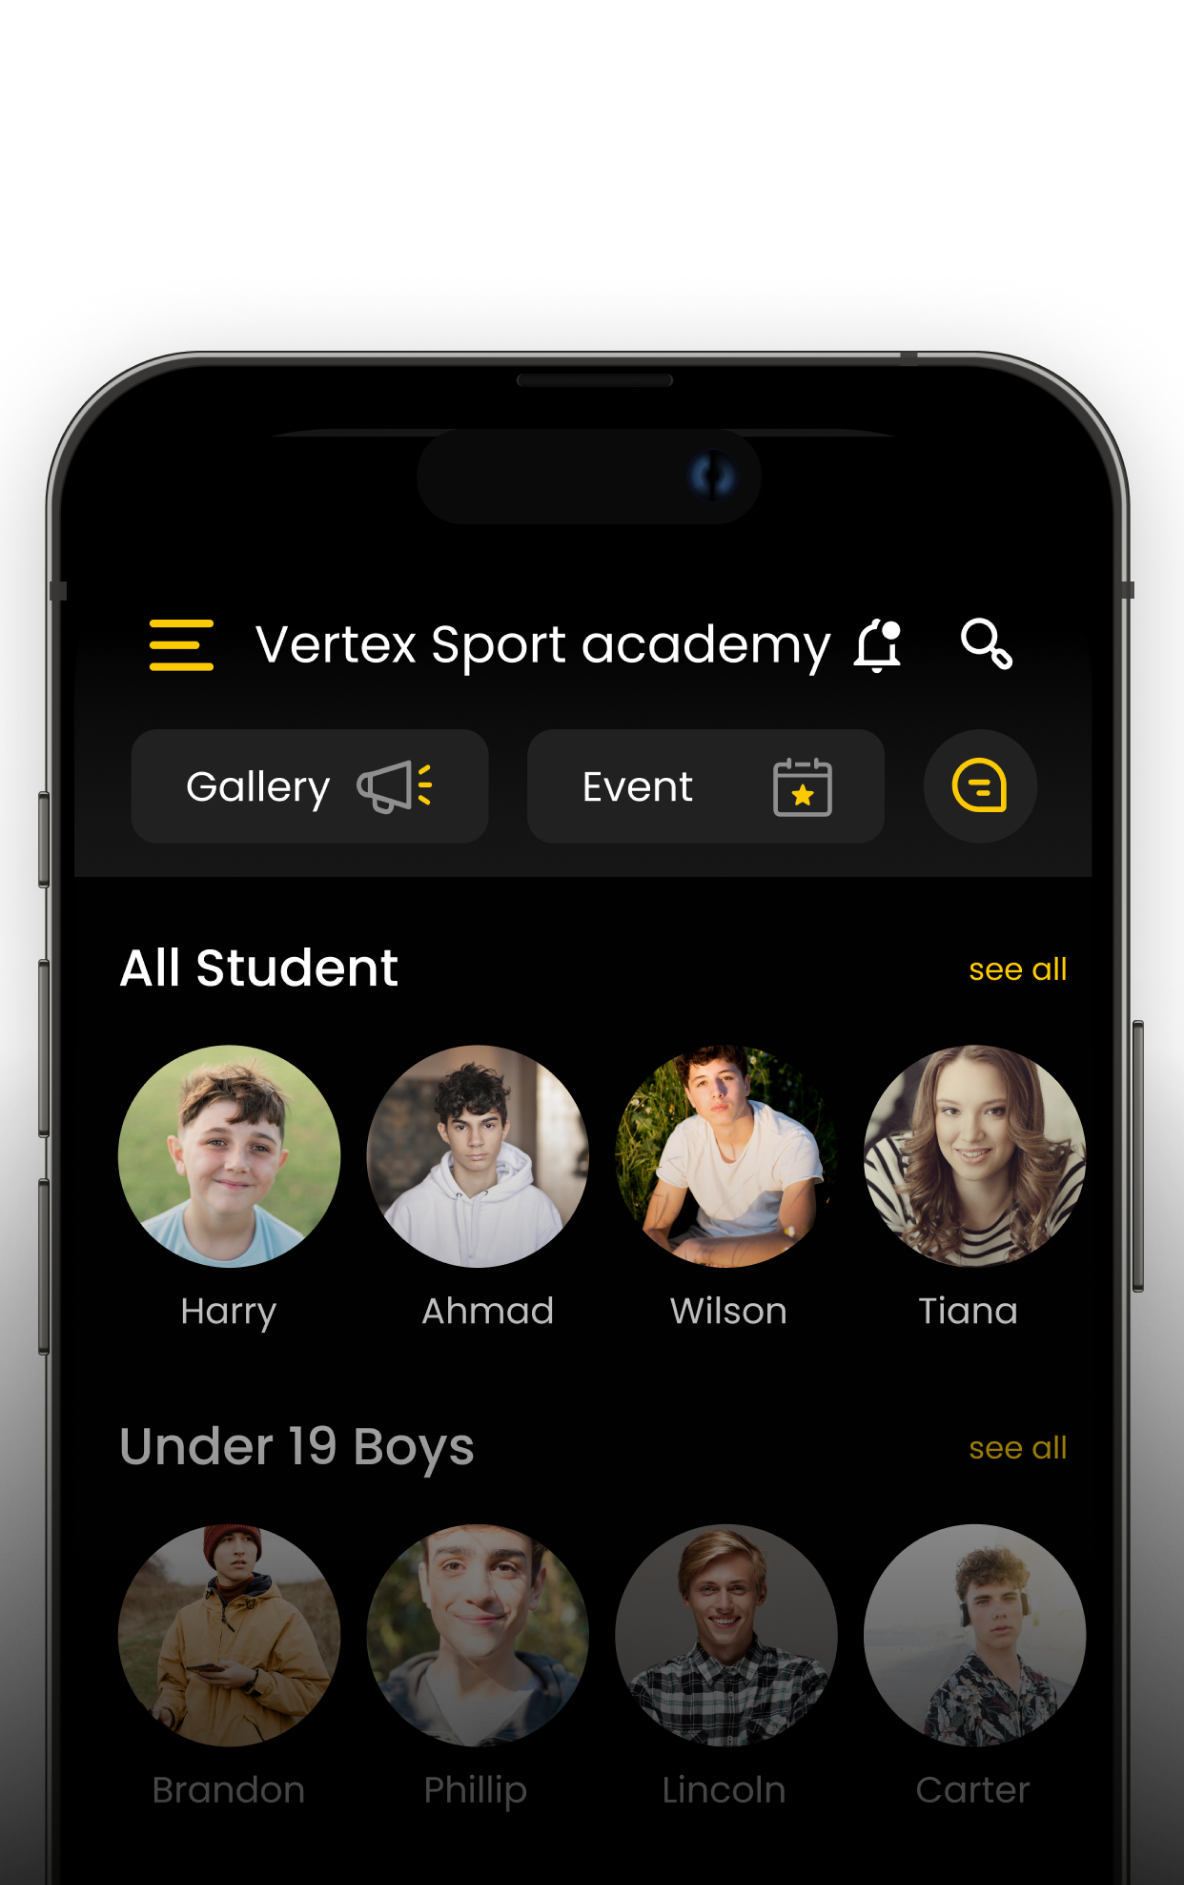 Vertex Sport academy
Gallery
Event
All Student
see all
Harry
Ahmad
Wilson
Tiana
Under 19 Boys
see all
Brandon
Phillip
Lincoln
Carter